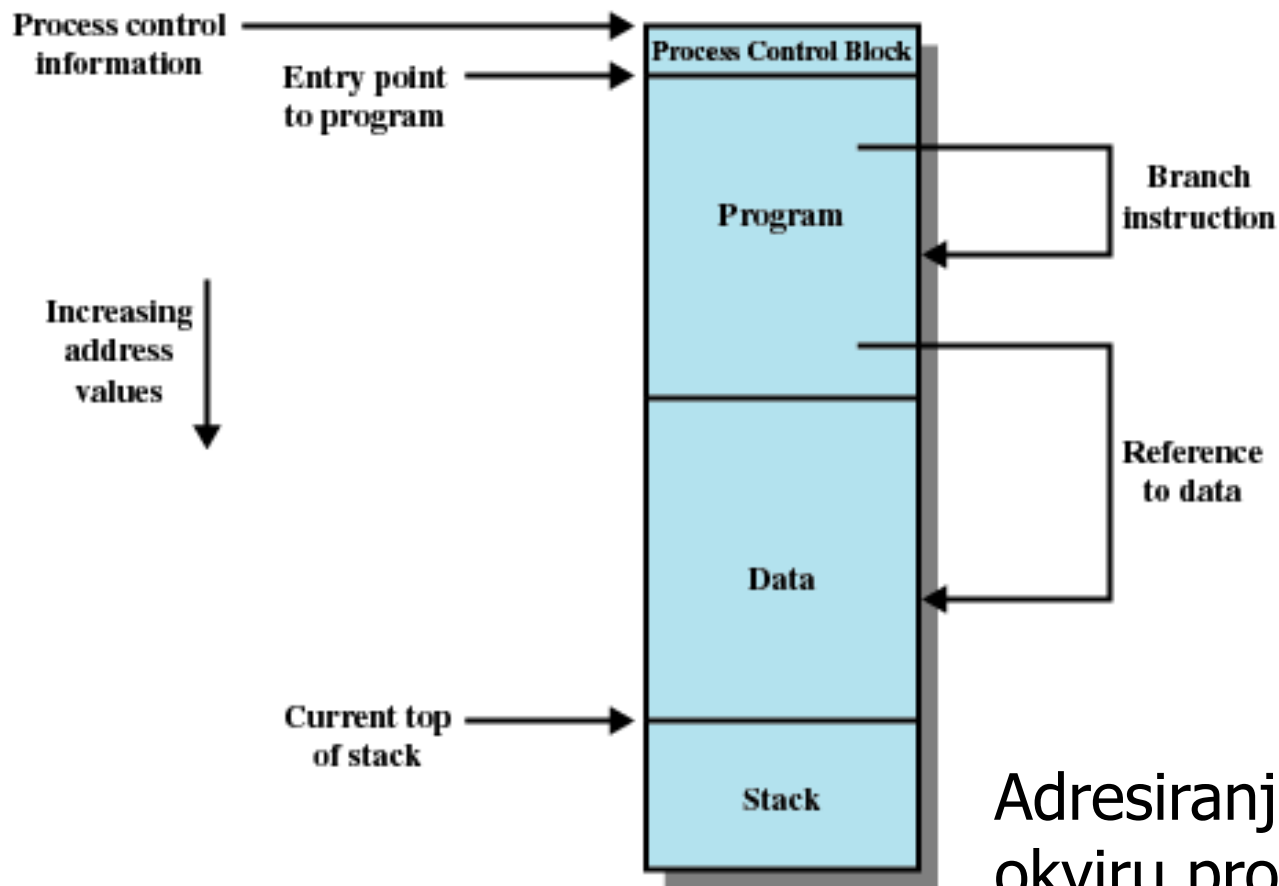 Process control
information
Process Control Block
Entry point
to program
Program
Branch
instruction
Increasing
address
values
Reference
to data
Data
Current top
of stack
Stack